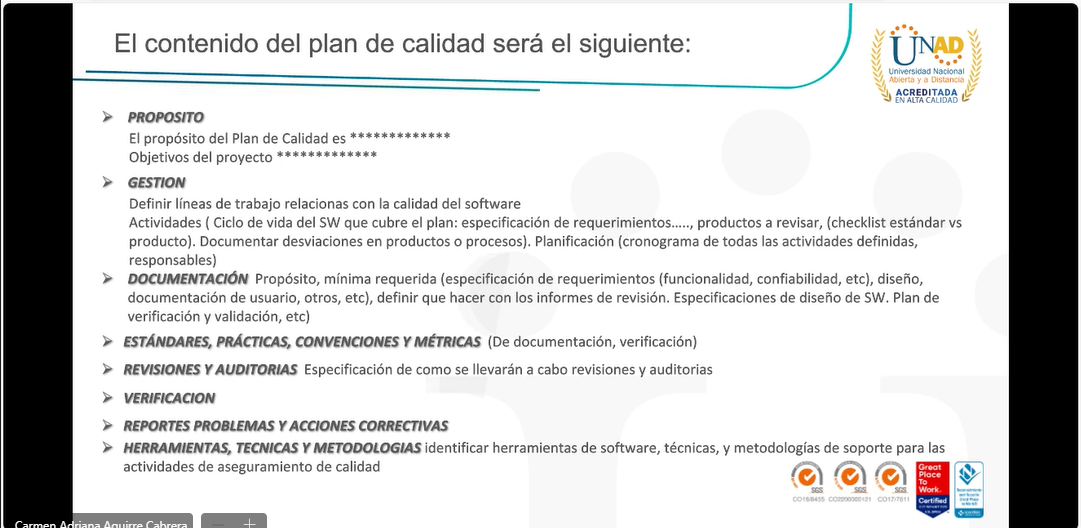 El contenido del plan de calidad será el siguiente:
UNAD
Universidad Nacional
Abierta y a Distancia
ACREDITADA
EN ALTA CALIDAD
➢ PROPOSITO
El propósito del Plan de Calidad es *************
Objetivos del proyecto *************
➢ GESTION
Definir líneas de trabajo relacionas con la calidad del software
Actividades ( Ciclo de vida del SW que cubre el plan: especificación de requerimientos….., productos a revisar, (checklist estándar vs
producto). Documentar desviaciones en productos o procesos). Planificación (cronograma de todas las actividades definidas,
responsables)
➢ DOCUMENTACIÓN Propósito, mínima requerida (especificación de requerimientos (funcionalidad, confiabilidad, etc), diseño,
documentación de usuario, otros, etc), definir que hacer con los informes de revisión. Especificaciones de diseño de SW. Plan de
verificación y validación, etc)
➢ ESTÁNDARES, PRÁCTICAS, CONVENCIONES Y MÉTRICAS (De documentación, verificación)
➢ REVISIONES Y AUDITORIAS Especificación de como se llevarán a cabo revisiones y auditorias
➢ VERIFICACION
➢ REPORTES PROBLEMAS Y ACCIONES CORRECTIVAS
➢ HERRAMIENTAS, TECNICAS Y METODOLOGIAS identificar herramientas de software, técnicas, y metodologías de soporte para las
actividades de aseguramiento de calidad
SGS SGS SGS
Great
Place
To
Work.
Certified
Carmen Adriana Aguirre Cabrera